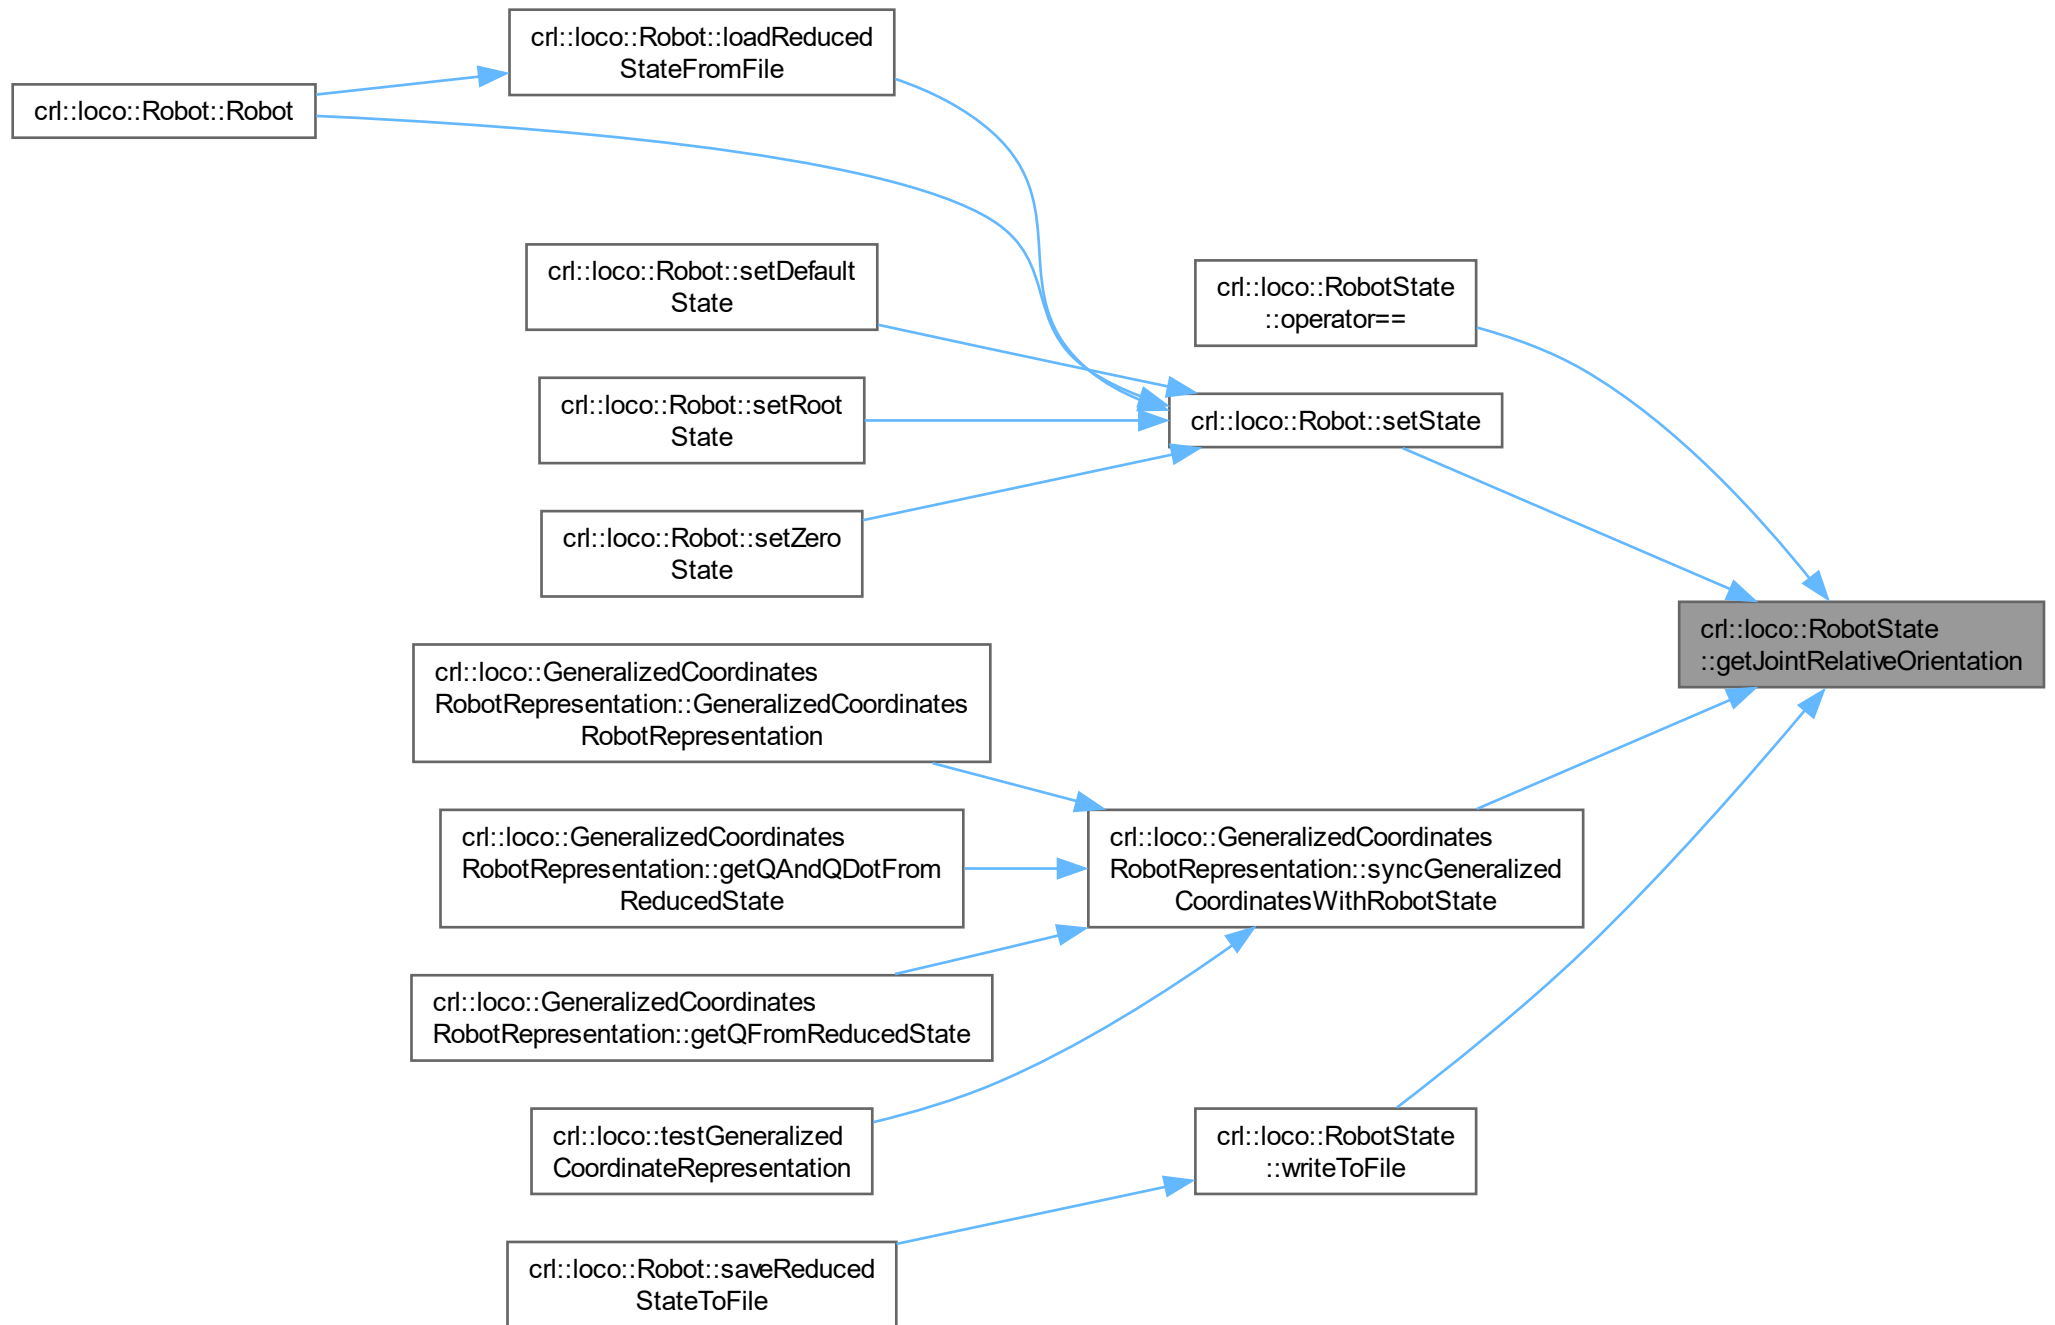 crl::loco::Robot::loadReduced
StateFromFile
crl::loco::Robot::Robot
crl::loco::Robot::setDefault
State
crl::loco::RobotState
::operator==
crl::loco::Robot::setRoot
State
crl::loco::Robot::setState
crl::loco::Robot::setZero
State
crl::loco::RobotState
::getJointRelativeOrientation
crl::loco::GeneralizedCoordinates
RobotRepresentation::GeneralizedCoordinates
RobotRepresentation
crl::loco::GeneralizedCoordinates
RobotRepresentation::getQAndQDotFrom
ReducedState
crl::loco::GeneralizedCoordinates
RobotRepresentation::syncGeneralized
CoordinatesWithRobotState
crl::loco::GeneralizedCoordinates
RobotRepresentation::getQFromReducedState
crl::loco::testGeneralized
CoordinateRepresentation
crl::loco::RobotState
::writeToFile
crl::loco::Robot::saveReduced
StateToFile